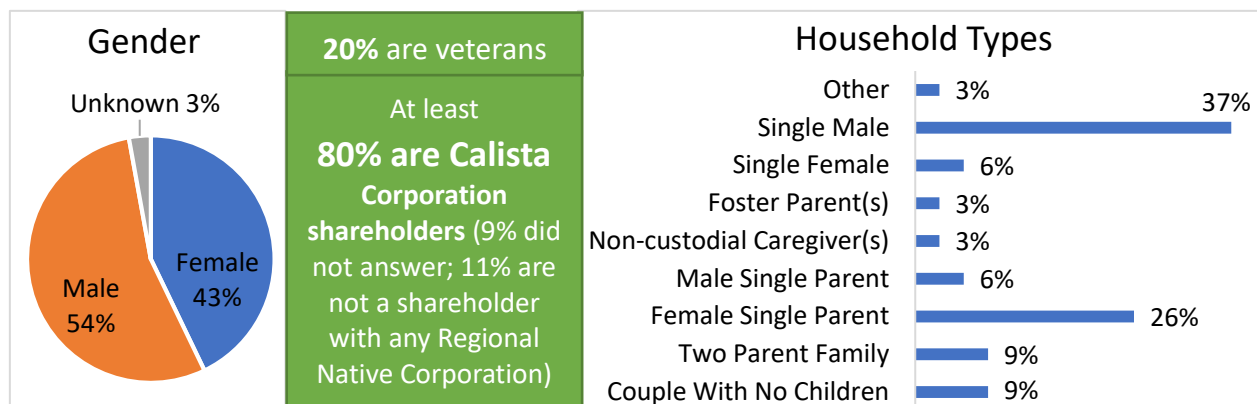 Gender
Unknown 3%
Female
43%
Male
54%
20% are veterans
At least
80% are Calista
Corporation
shareholders (9% did
not answer; 11% are
not a shareholder
with any Regional
Native Corporation)
Household Types
Other 3%
Single Male 37%
Single Female 6%
Foster Parent(s) 3%
Non-custodial Caregiver(s) 3%
Male Single Parent 6%
Female Single Parent 26%
Two Parent Family 9%
Couple With No Children 9%